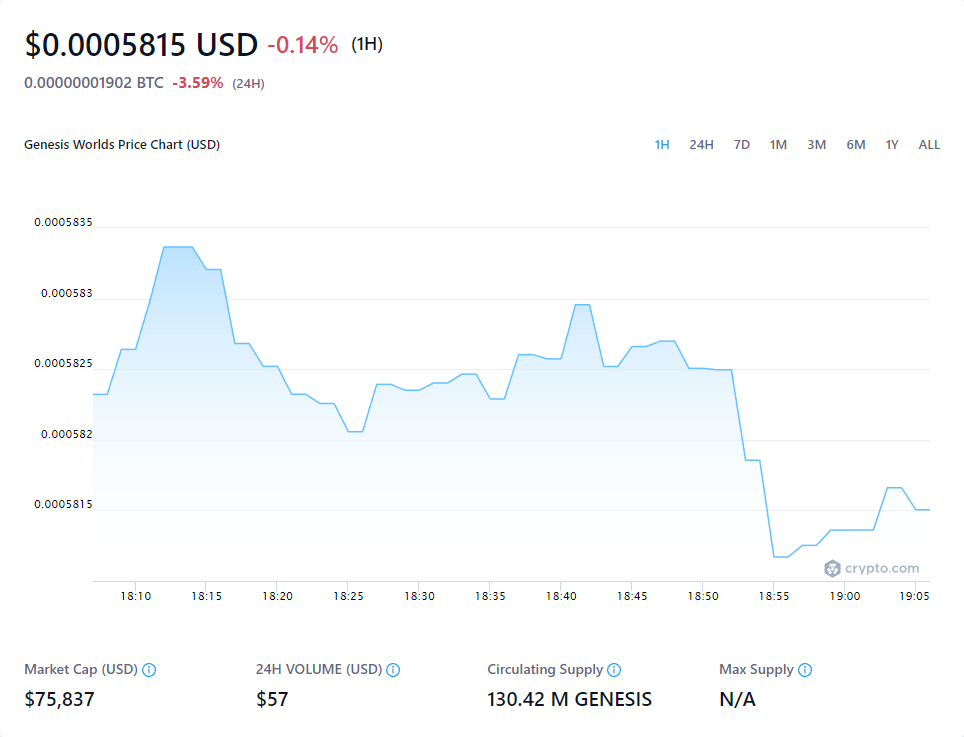 $0.0005815 USD -0.14% (1H)
0.00000001902 BTC -3.59% (24H)
Genesis Worlds Price Chart (USD)
1H 24H 7D 1M 3M 6M 1Y ALL
0.0005835
0.000583
0.0005825
0.000582
0.0005815
crypto.com
18:10 18:15 18:20 18:25 18:30 18:35 18:40 18:45 18:50 18:55 19:00 19:05
Market Cap (USD) 24H VOLUME (USD) Circulating Supply Max Supply
$75,837 $57 130.42 M GENESIS N/A